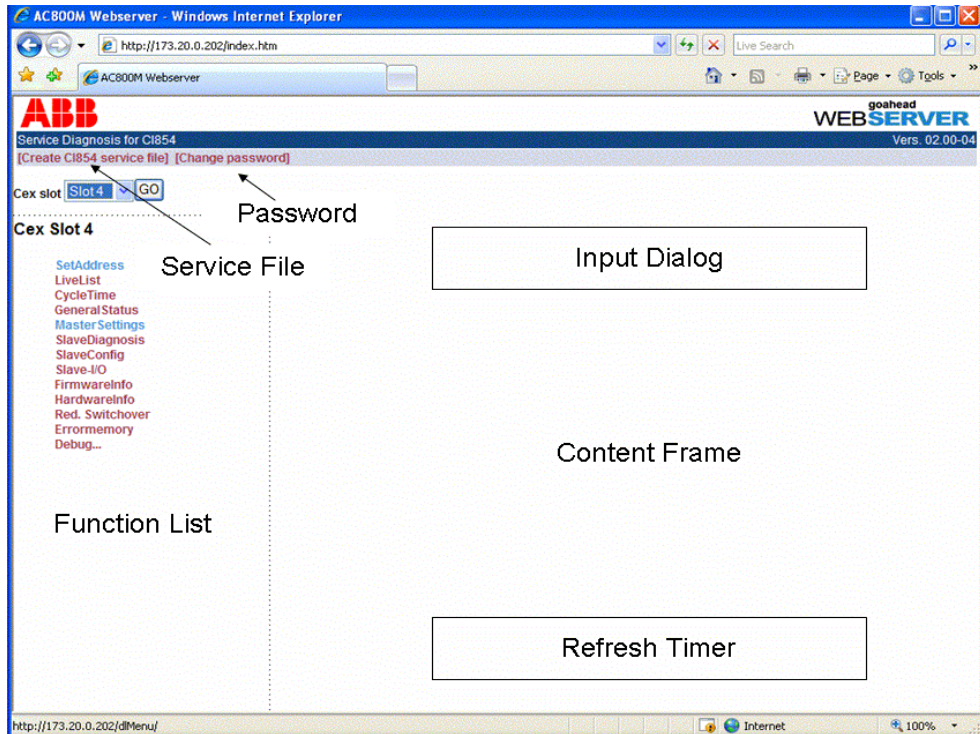 AC800M Webserver - Windows Internet Explorer
http://173.20.0.202/index.htm
Live Search
AC800M Webserver
Page
Tools
»
ABB
goahead
WEBSERVER
Service Diagnosis for CI854
Vers. 02.00-04
[Create CI854 service file] [Change password]
Cex slot Slot 4 GO
Password
Cex Slot 4
Service File
Input Dialog
SetAddress
LiveList
CycleTime
GeneralStatus
MasterSettings
SlaveDiagnosis
SlaveConfig
Slave-I/O
FirmwareInfo
HardwareInfo
Red. Switchover
Errormemory
Debug...
Content Frame
Function List
Refresh Timer
http://173.20.0.202/dlMenu/
Internet
100%